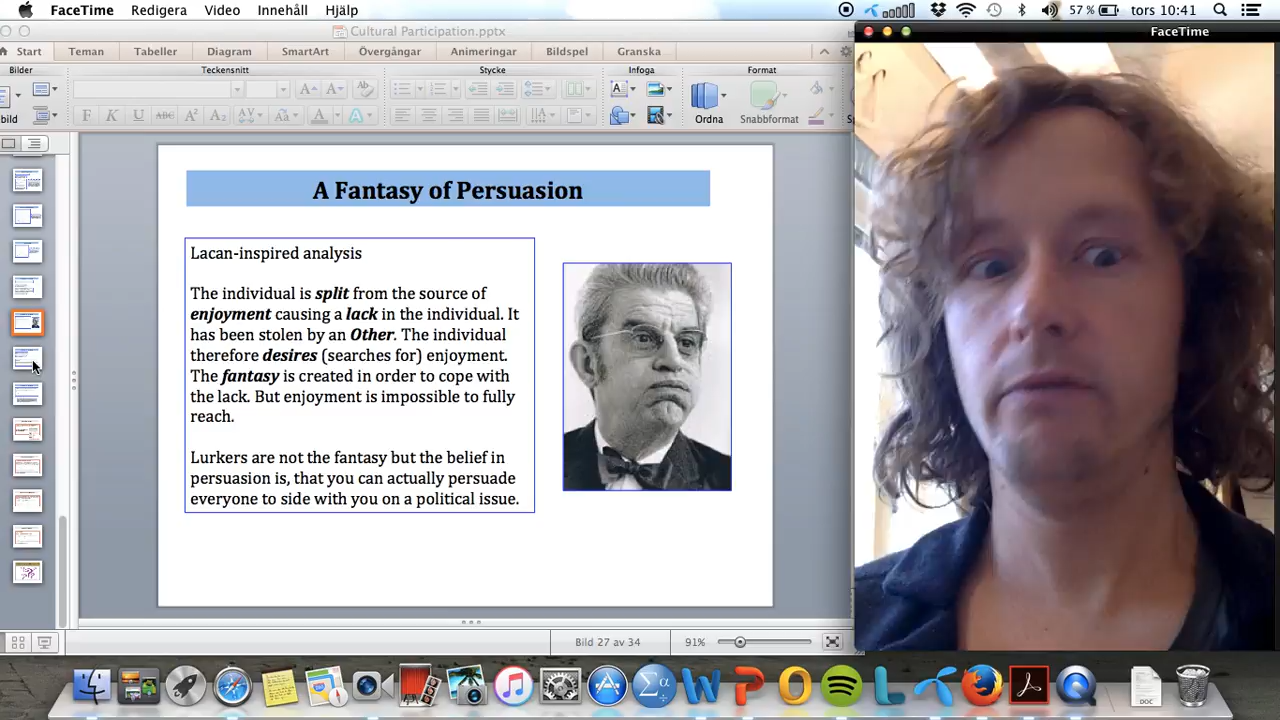 FaceTime Redigera Video Innehåll Hjälp 57 % tors 10:41
Cultural Participation.pptx
FaceTime
Start Teman Tabeller Diagram SmartArt Övergångar Animeringar Bildspel Granska
Bilder Teckensnitt Stycke Infoga Format
bild Ordna Snabbformat
A Fantasy of Persuasion
Lacan-inspired analysis
The individual is split from the source of
enjoyment causing a lack in the individual. It
has been stolen by an Other. The individual
therefore desires (searches for) enjoyment.
The fantasy is created in order to cope with
the lack. But enjoyment is impossible to fully
reach.
Lurkers are not the fantasy but the belief in
persuasion is, that you can actually persuade
everyone to side with you on a political issue.
Bild 27 av 34 91%
DOC